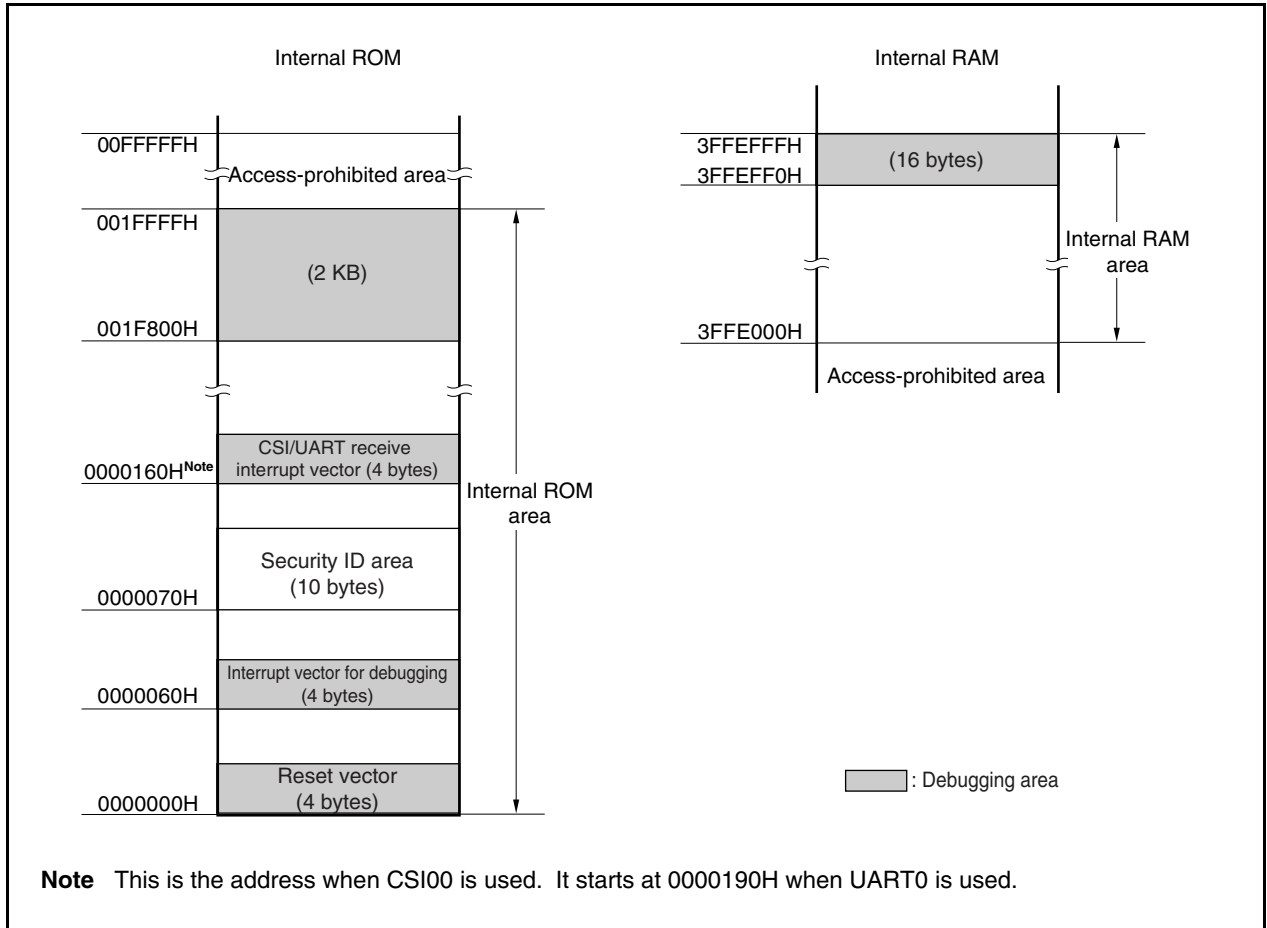 Internal ROM
00FFFFFH
Access-prohibited area
001FFFFH
(2 KB)
001F800H
CSI/UART receive
interrupt vector (4 bytes)
0000160HNote
Internal ROM
area
Security ID area
(10 bytes)
0000070H
Interrupt vector for debugging
(4 bytes)
0000060H
Reset vector
(4 bytes)
0000000H
Internal RAM
3FFEFFFH
(16 bytes)
3FFEFF0H
Internal RAM
area
3FFE000H
Access-prohibited area
: Debugging area
Note This is the address when CSI00 is used. It starts at 0000190H when UART0 is used.